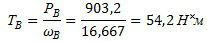 T_B = P_B / ω_B = 903,2 / 16,667 = 54,2 Н^×м